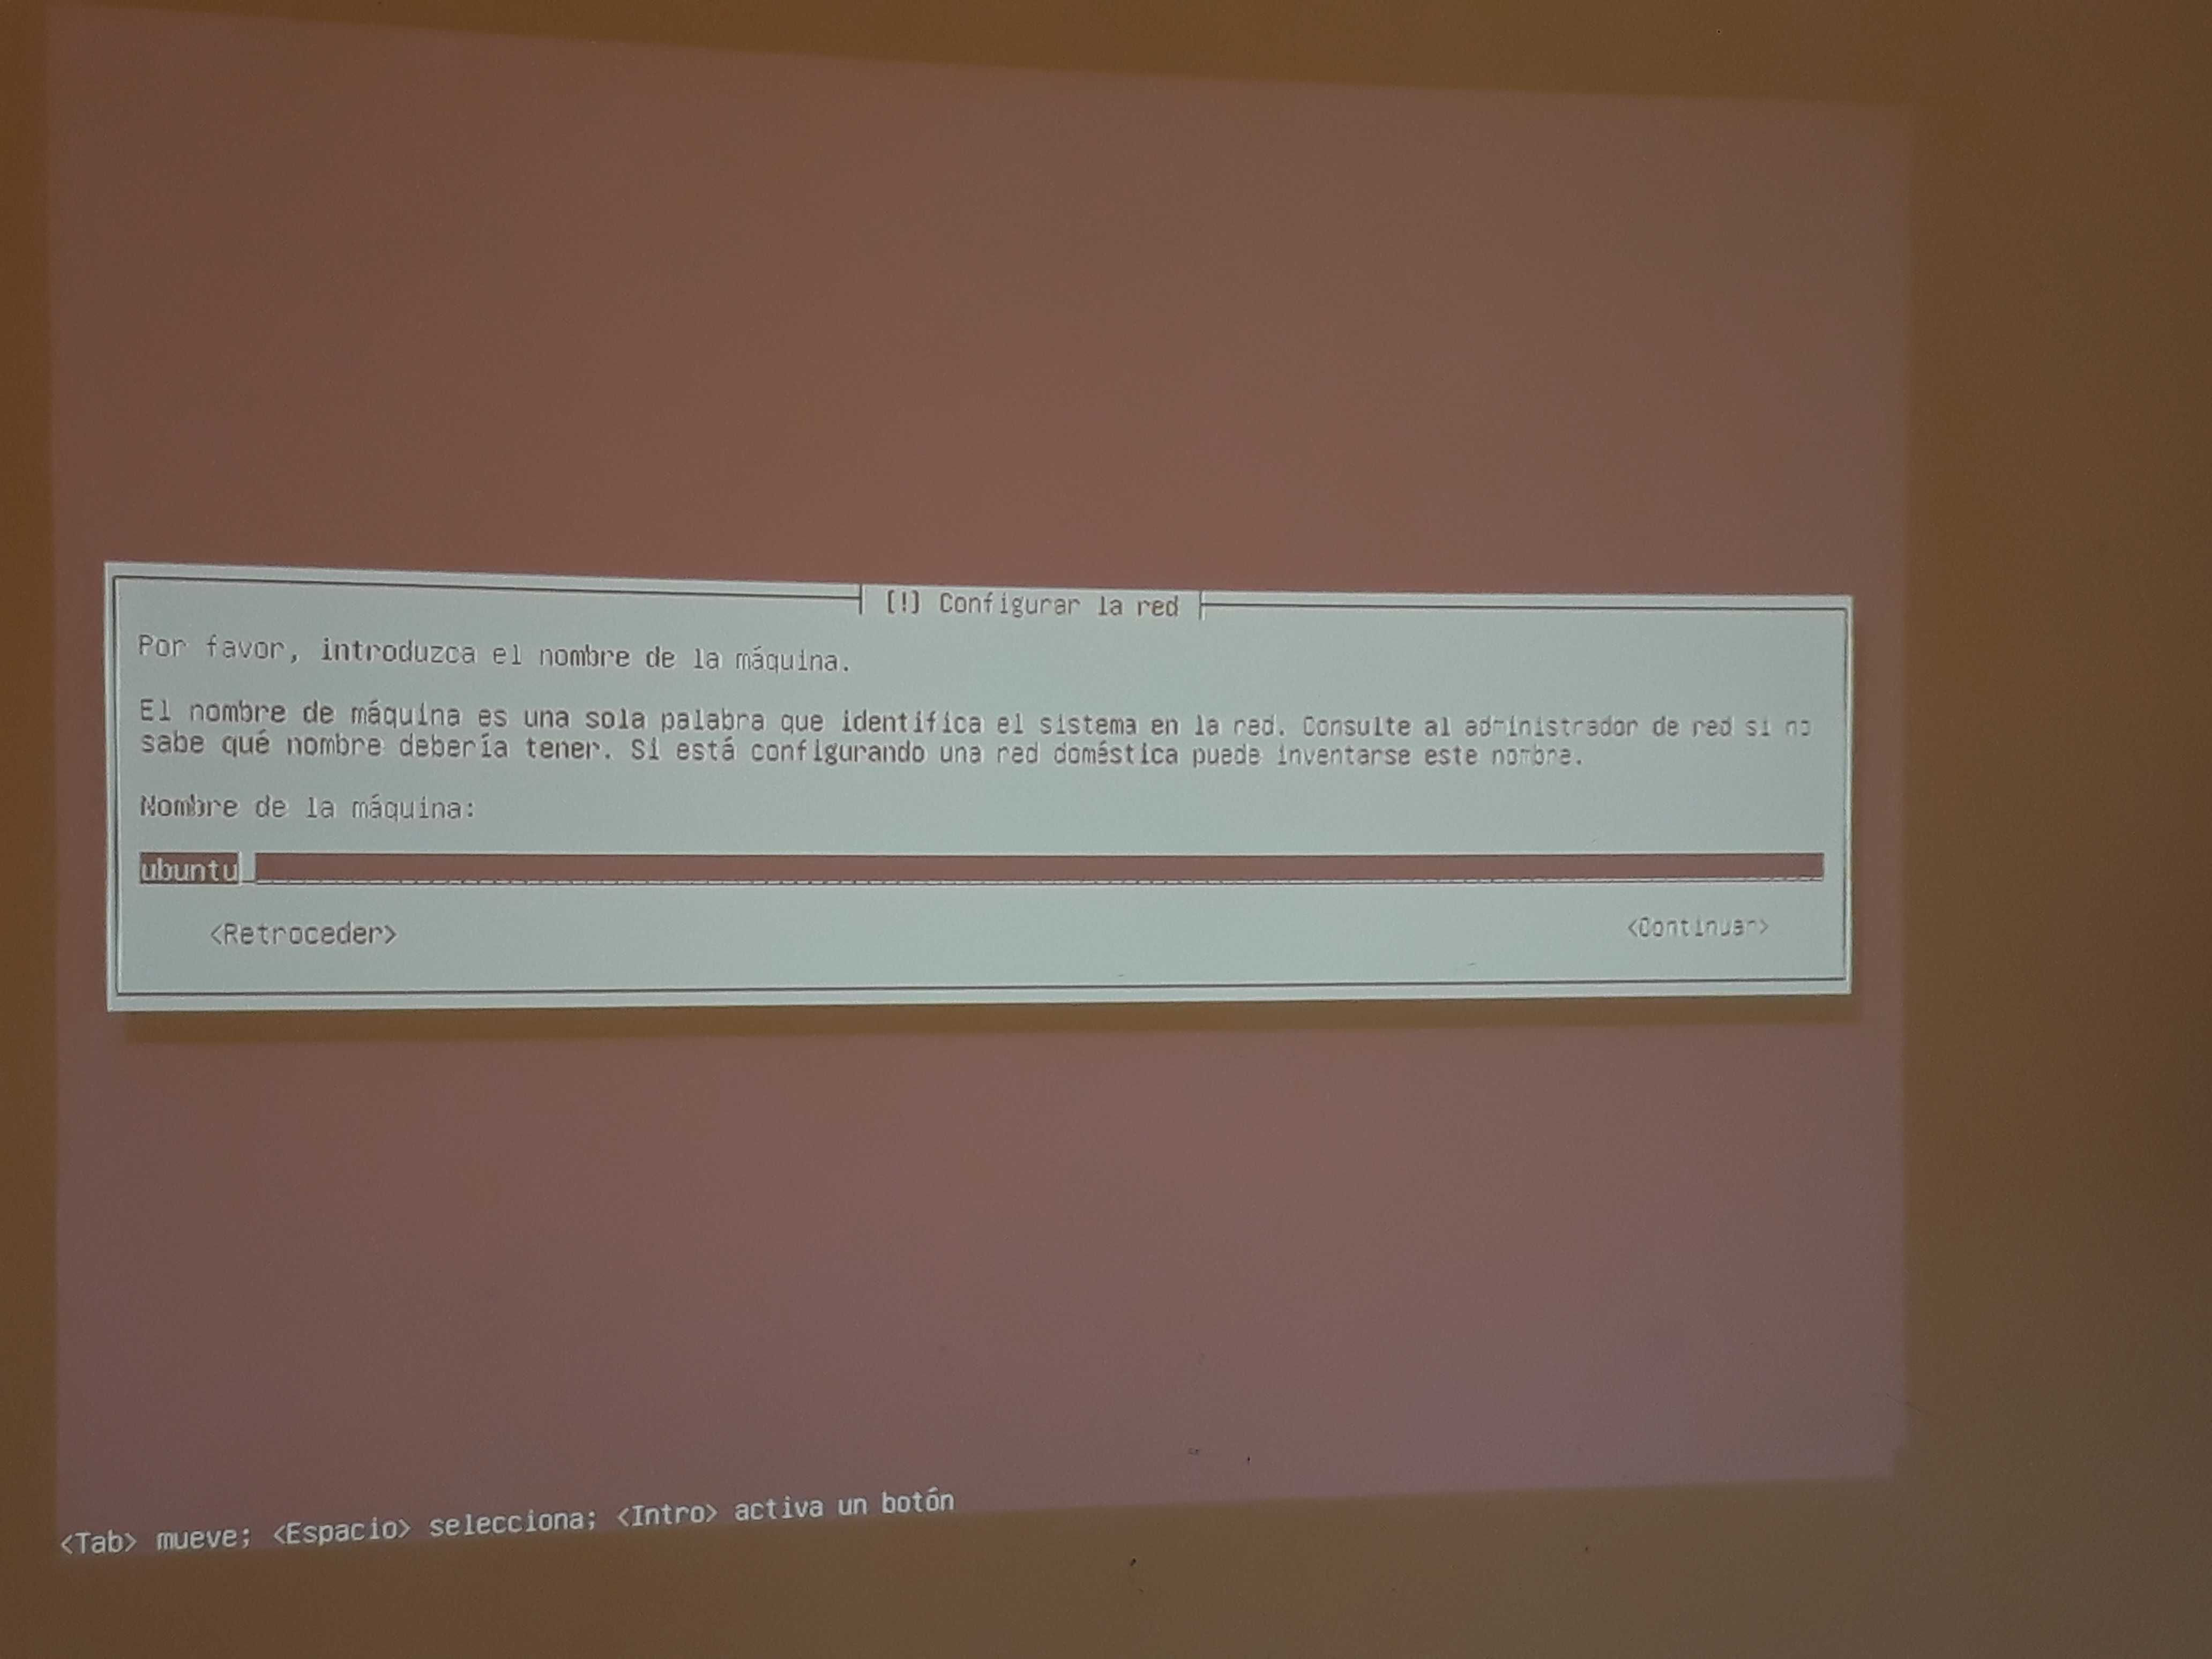 [!] Configurar la red
Por favor, introduzca el nombre de la máquina.
El nombre de máquina es una sola palabra que identifica el sistema en la red. Consulte al administrador de red si no
sabe qué nombre debería tener. Si está configurando una red doméstica puede inventarse este nombre.
Nombre de la máquina:
ubuntu
<Retroceder> <Continuar>
<Tab> mueve; <Espacio> selecciona; <Intro> activa un botón